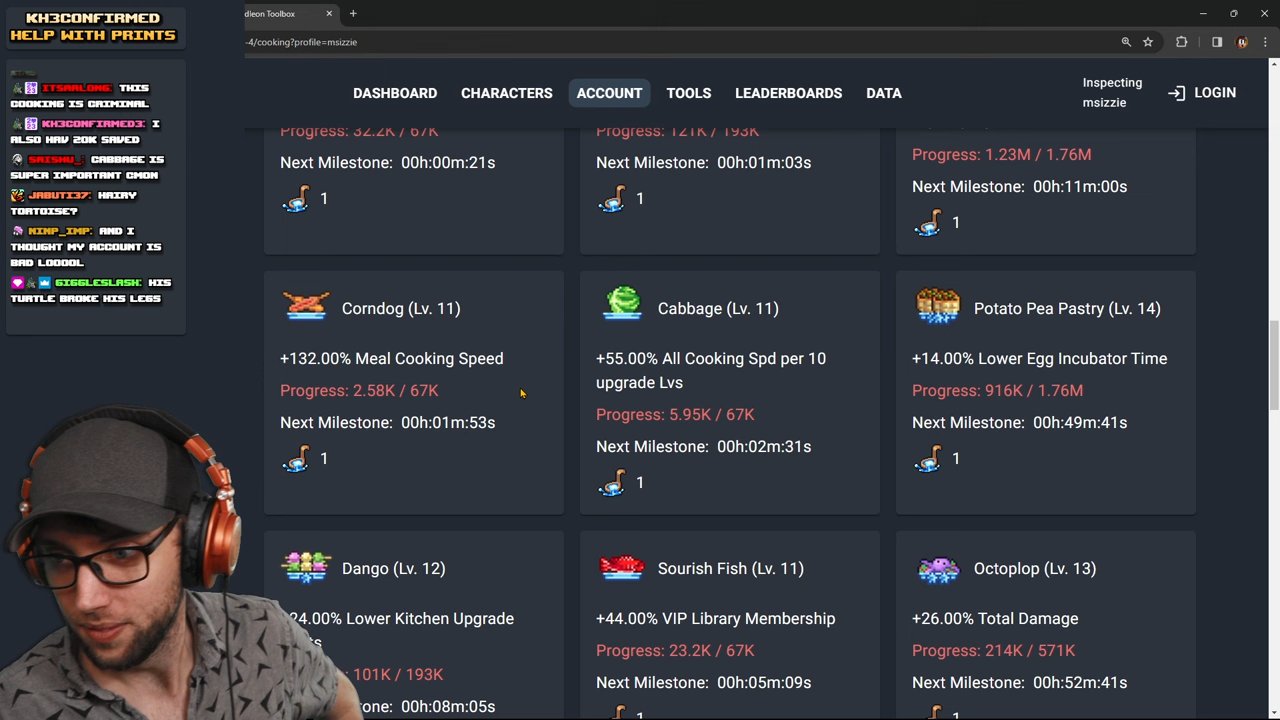 KH3CONFIRMED
HELP WITH PRINTS
ITSAALONG: THIS
COOKING IS CRIMINAL
KH3CONFIRMED3: I
ALSO HAV 20K SAVED
SAISHU_: CABBAGE IS
SUPER IMPORTANT CMON
JABUTI37: HAIRY
TORTOISE?
NINP_IMP: AND I
THOUGHT MY ACCOUNT IS
BAD LOOOOL
GIGGLESLASH: HIS
TURTLE BROKE HIS LEGS
dleon Toolbox
-4/cooking?profile=msizzie
DASHBOARD CHARACTERS ACCOUNT TOOLS LEADERBOARDS DATA
Inspecting
msizzie
LOGIN
Progress: 32.2K / 67K
Next Milestone: 00h:00m:21s
1
Progress: 121K / 193K
Next Milestone: 00h:01m:03s
1
Progress: 1.23M / 1.76M
Next Milestone: 00h:11m:00s
1
Corndog (Lv. 11)
+132.00% Meal Cooking Speed
Progress: 2.58K / 67K
Next Milestone: 00h:01m:53s
1
Cabbage (Lv. 11)
+55.00% All Cooking Spd per 10
upgrade Lvs
Progress: 5.95K / 67K
Next Milestone: 00h:02m:31s
1
Potato Pea Pastry (Lv. 14)
+14.00% Lower Egg Incubator Time
Progress: 916K / 1.76M
Next Milestone: 00h:49m:41s
1
Dango (Lv. 12)
24.00% Lower Kitchen Upgrade
s
101K / 193K
00h:08m:05s
Sourish Fish (Lv. 11)
+44.00% VIP Library Membership
Progress: 23.2K / 67K
Next Milestone: 00h:05m:09s
1
Octoplop (Lv. 13)
+26.00% Total Damage
Progress: 214K / 571K
Next Milestone: 00h:52m:41s
1